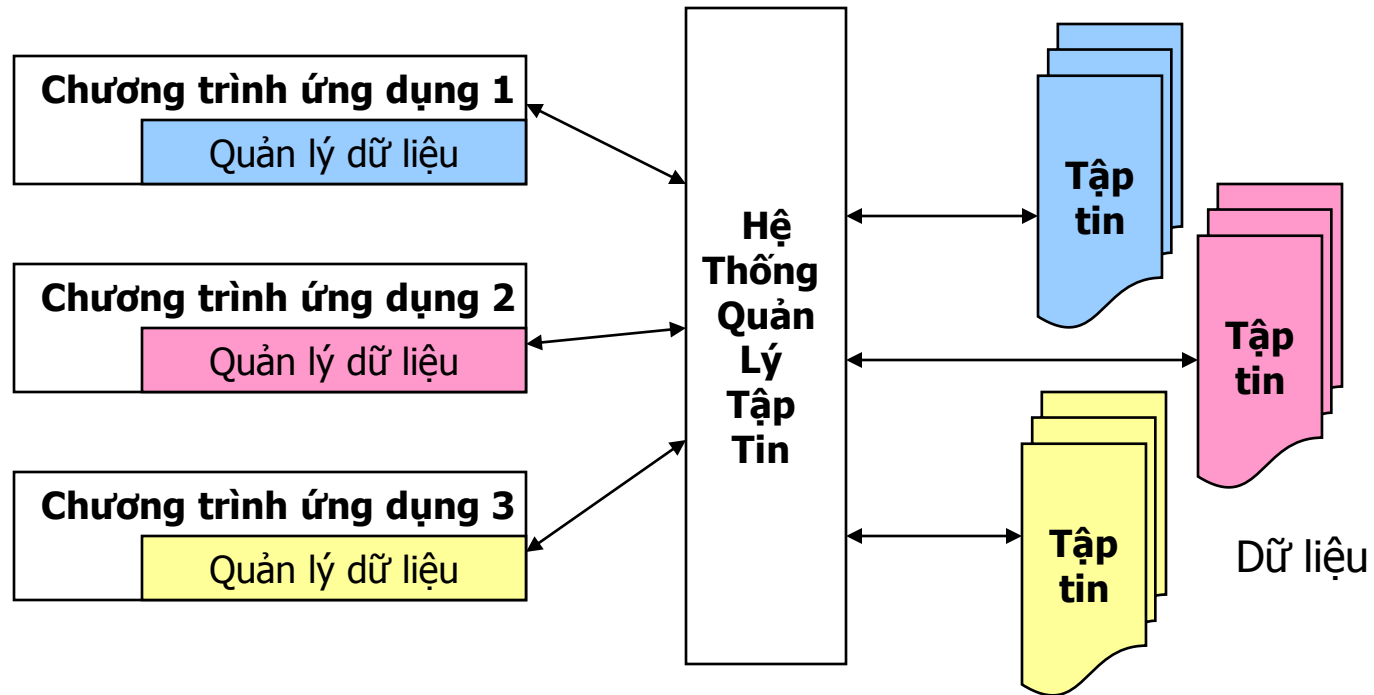 Chương trình ứng dụng 1
Quản lý dữ liệu
Chương trình ứng dụng 2
Quản lý dữ liệu
Chương trình ứng dụng 3
Quản lý dữ liệu
Hệ
Thống
Quản
Lý
Tập
Tin
Tập
tin
Tập
tin
Tập
tin
Dữ liệu